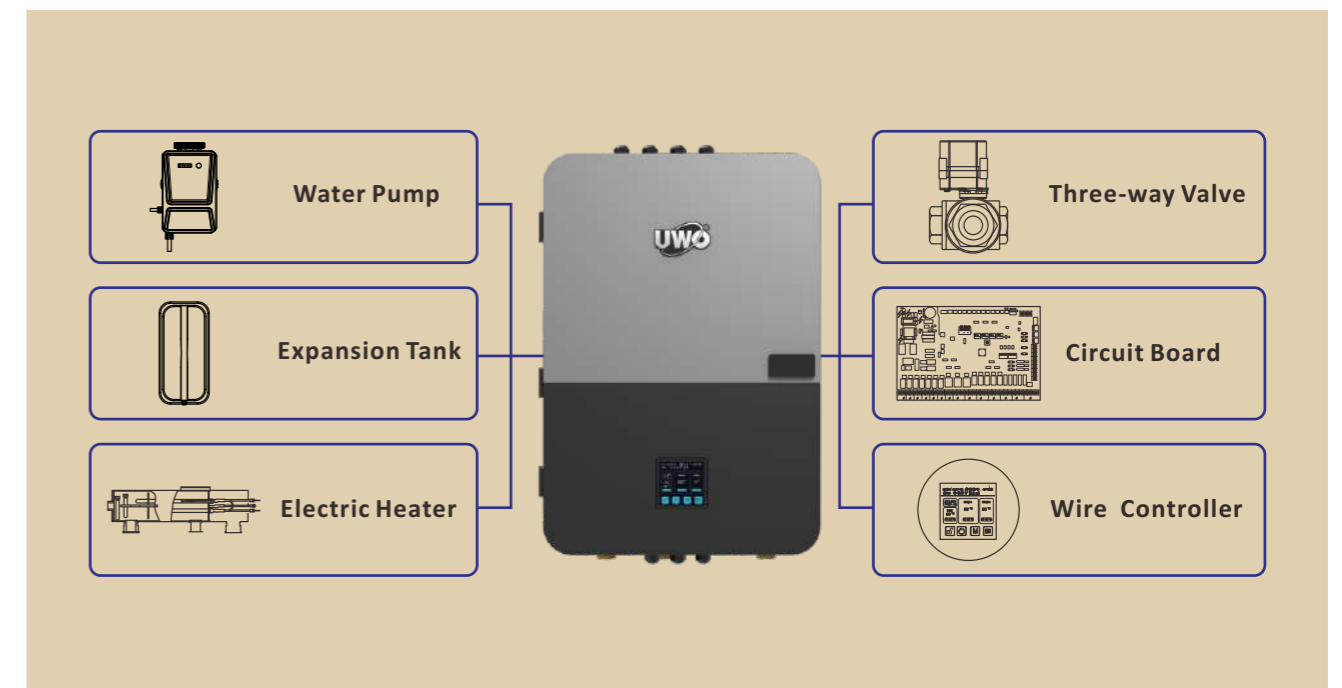 Water Pump
Expansion Tank
Electric Heater
UWO
Three-way Valve
Circuit Board
Wire Controller
M